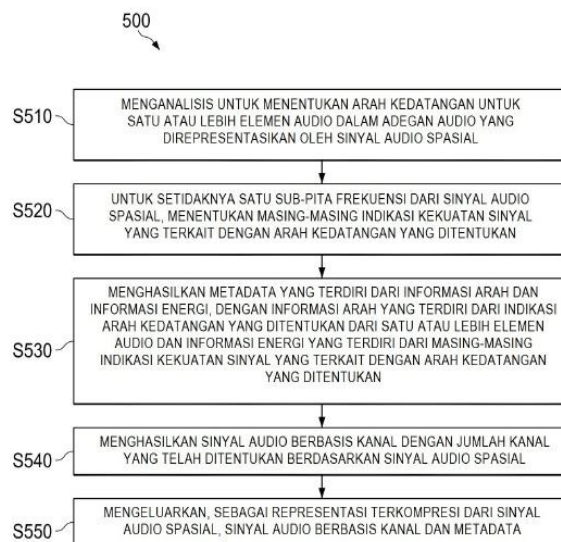 500
S510
MENGANALISIS UNTUK MENENTUKAN ARAH KEDATANGAN UNTUK
SATU ATAU LEBIH ELEMEN AUDIO DALAM ADEGAN AUDIO YANG
DIREPRESENTASIKAN OLEH SINYAL AUDIO SPASIAL
S520
UNTUK SETIDAKNYA SATU SUB-PITA FREKUENSI DARI SINYAL AUDIO
SPASIAL, MENENTUKAN MASING-MASING INDIKASI KEKUATAN SINYAL
YANG TERKAIT DENGAN ARAH KEDATANGAN YANG DITENTUKAN
S530
MENGHASILKAN METADATA YANG TERDIRI DARI INFORMASI ARAH DAN
INFORMASI ENERGI, DENGAN INFORMASI ARAH YANG TERDIRI DARI INDIKASI
ARAH KEDATANGAN YANG DITENTUKAN DARI SATU ATAU LEBIH ELEMEN
AUDIO DAN INFORMASI ENERGI YANG TERDIRI DARI MASING-MASING
INDIKASI KEKUATAN SINYAL YANG TERKAIT DENGAN ARAH KEDATANGAN
YANG DITENTUKAN
S540
MENGHASILKAN SINYAL AUDIO BERBASIS KANAL DENGAN JUMLAH KANAL
YANG TELAH DITENTUKAN BERDASARKAN SINYAL AUDIO SPASIAL
S550
MENGELUARKAN, SEBAGAI REPRESENTASI TERKOMPRESI DARI SINYAL
AUDIO SPASIAL, SINYAL AUDIO BERBASIS KANAL DAN METADATA